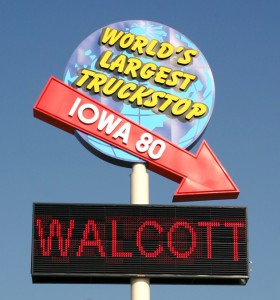 WORLD'S
LARGEST
TRUCKSTOP
IOWA 80
WALCOTT